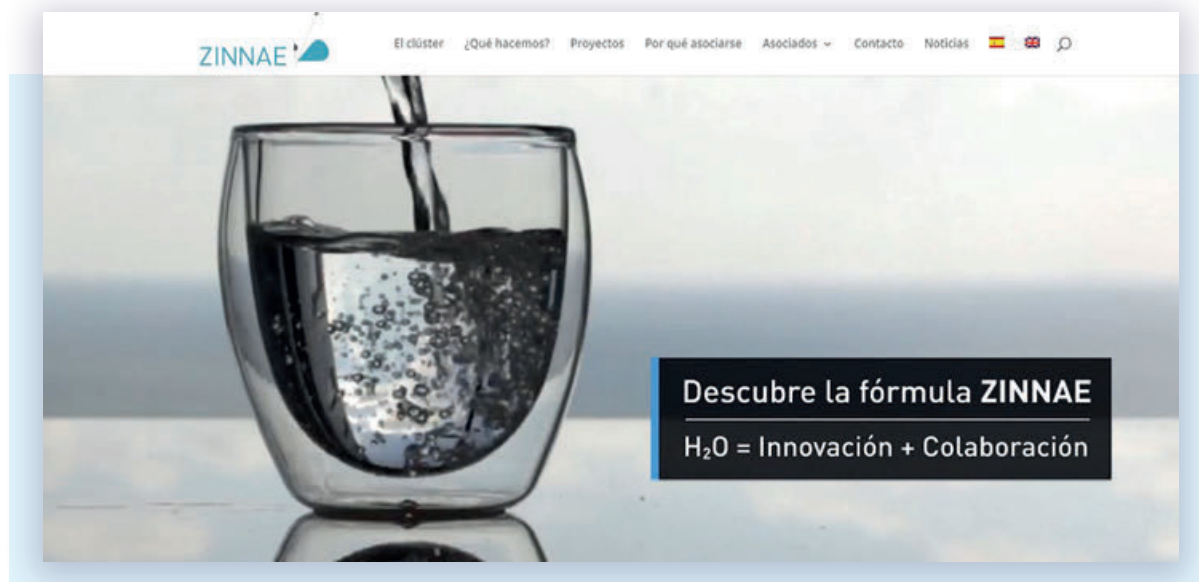 ZINNAE
El clúster ¿Qué hacemos? Proyectos Por qué asociarse Asociados Contacto Noticias
Descubre la fórmula ZINNAE
H₂O = Innovación + Colaboración